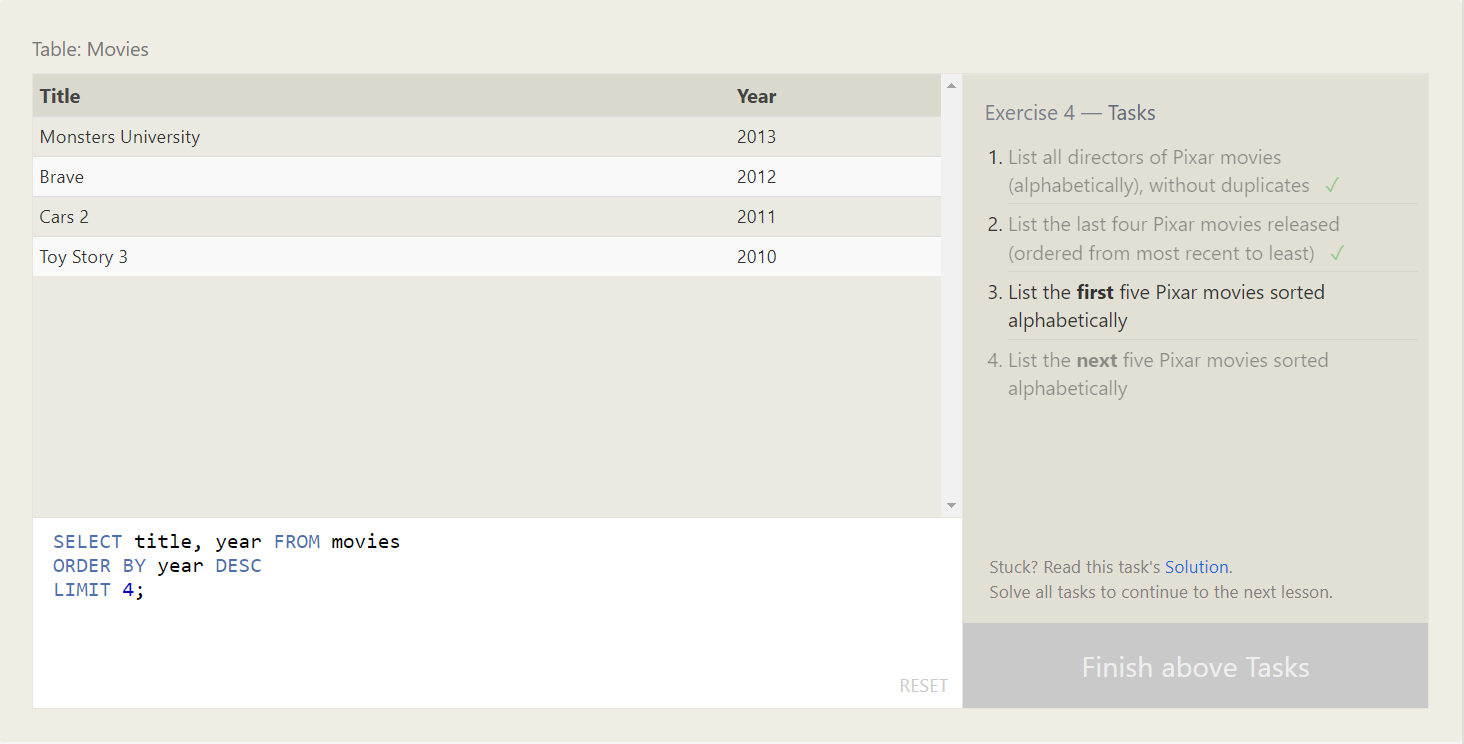 Table: Movies
Title Year
Monsters University 2013
Brave 2012
Cars 2 2011
Toy Story 3 2010
SELECT title, year FROM movies
ORDER BY year DESC
LIMIT 4;
RESET
Exercise 4 — Tasks
1. List all directors of Pixar movies
(alphabetically), without duplicates ✓
2. List the last four Pixar movies released
(ordered from most recent to least) ✓
3. List the first five Pixar movies sorted
alphabetically
4. List the next five Pixar movies sorted
alphabetically
Stuck? Read this task's Solution.
Solve all tasks to continue to the next lesson.
Finish above Tasks